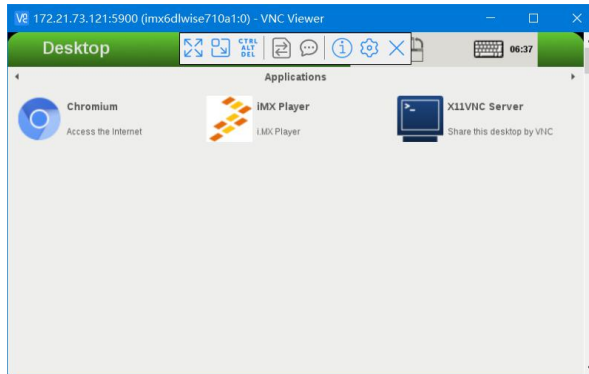 172.21.73.121:5900 (imx6dlwise710a1:0) - VNC Viewer
Desktop
CTRL
ALT
DEL
06:37
Applications
Chromium
Access the Internet
iMX Player
i.MX Player
X11VNC Server
Share this desktop by VNC